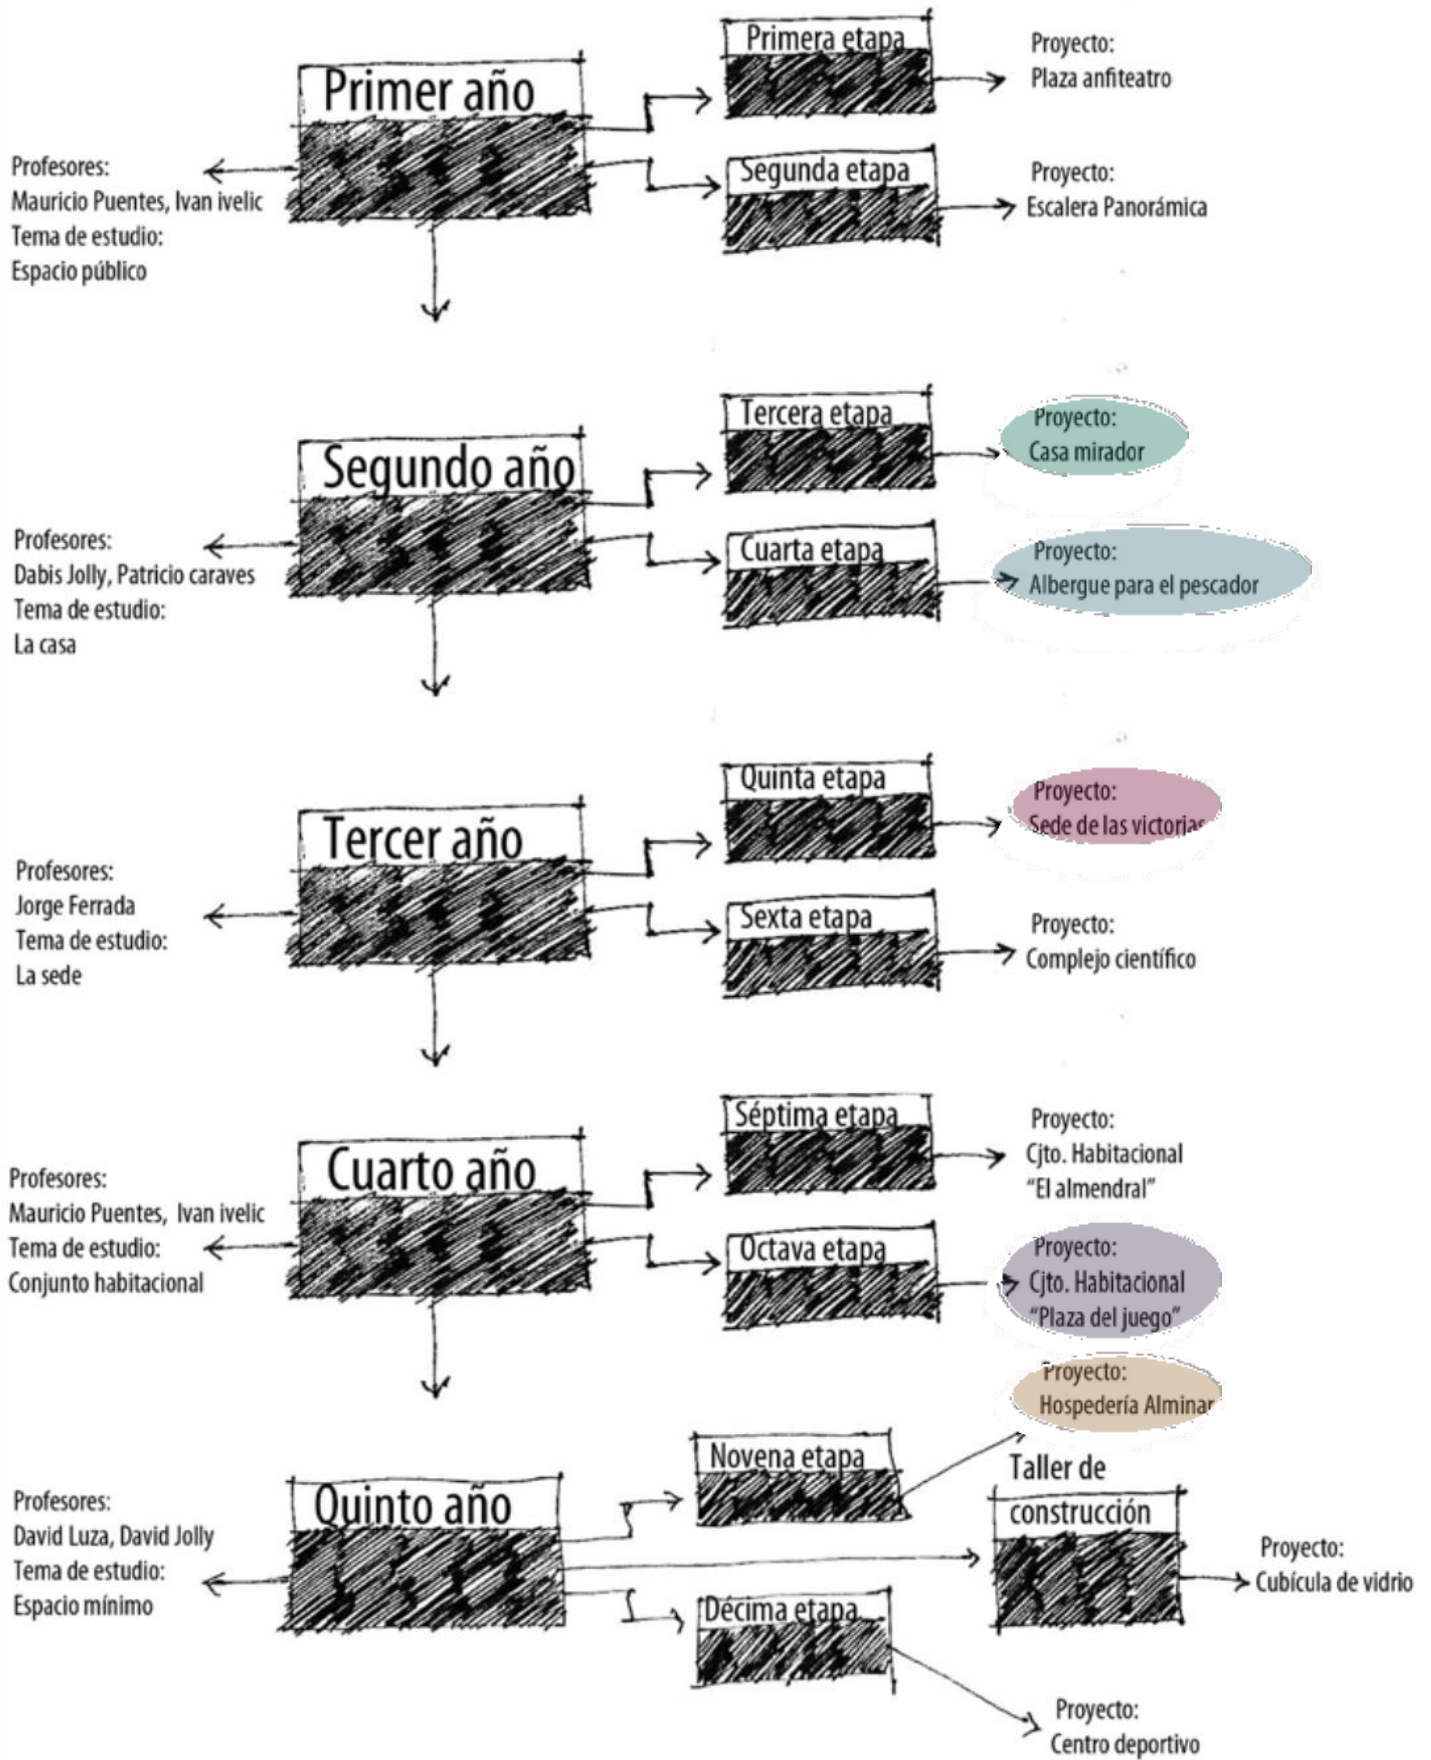 Primer año
Profesores:
Mauricio Puentes, Ivan ivelic
Tema de estudio:
Espacio público
Primera etapa
Proyecto:
Plaza anfiteatro
Segunda etapa
Proyecto:
Escalera Panorámica
Segundo año
Profesores:
Dabis Jolly, Patricio caraves
Tema de estudio:
La casa
Tercera etapa
Proyecto:
Casa mirador
Cuarta etapa
Proyecto:
Albergue para el pescador
Tercer año
Profesores:
Jorge Ferrada
Tema de estudio:
La sede
Quinta etapa
Proyecto:
Sede de las victorias
Sexta etapa
Proyecto:
Complejo científico
Cuarto año
Profesores:
Mauricio Puentes, Ivan ivelic
Tema de estudio:
Conjunto habitacional
Séptima etapa
Proyecto:
Cjto. Habitacional
“El almendral”
Octava etapa
Proyecto:
Cjto. Habitacional
“Plaza del juego”
Quinto año
Profesores:
David Luza, David Jolly
Tema de estudio:
Espacio mínimo
Novena etapa
Proyecto:
Hospedería Alminar
Taller de
construcción
Proyecto:
Cubícula de vidrio
Décima etapa
Proyecto:
Centro deportivo